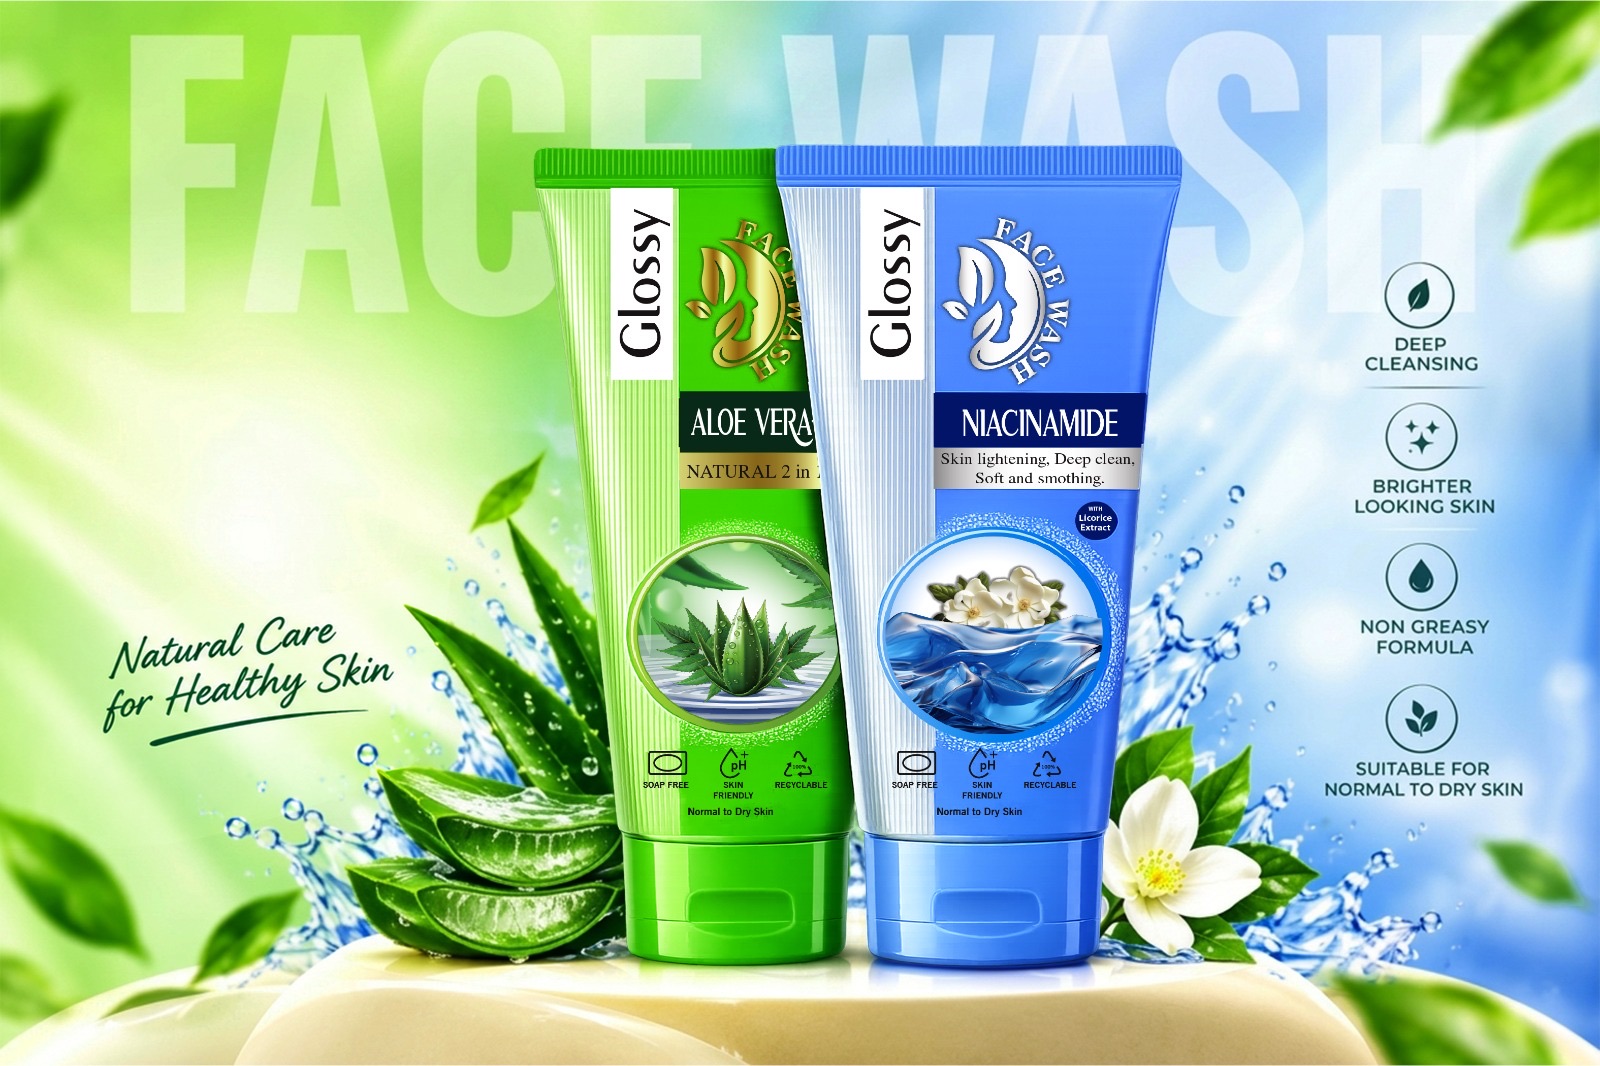 FACE WASH
Glossy
FACE WASH
ALOE VERA
NATURAL 2 in
SOAP FREE
pH
SKIN
FRIENDLY
100%
RECYCLABLE
Normal to Dry Skin
Glossy
FACE WASH
NIACINAMIDE
Skin lightening, Deep clean,
Soft and smothing.
WITH
Licorice
Extract
SOAP FREE
pH
SKIN
FRIENDLY
100%
RECYCLABLE
Normal to Dry Skin
Natural Care
for Healthy Skin
DEEP
CLEANSING
BRIGHTER
LOOKING SKIN
NON GREASY
FORMULA
SUITABLE FOR
NORMAL TO DRY SKIN